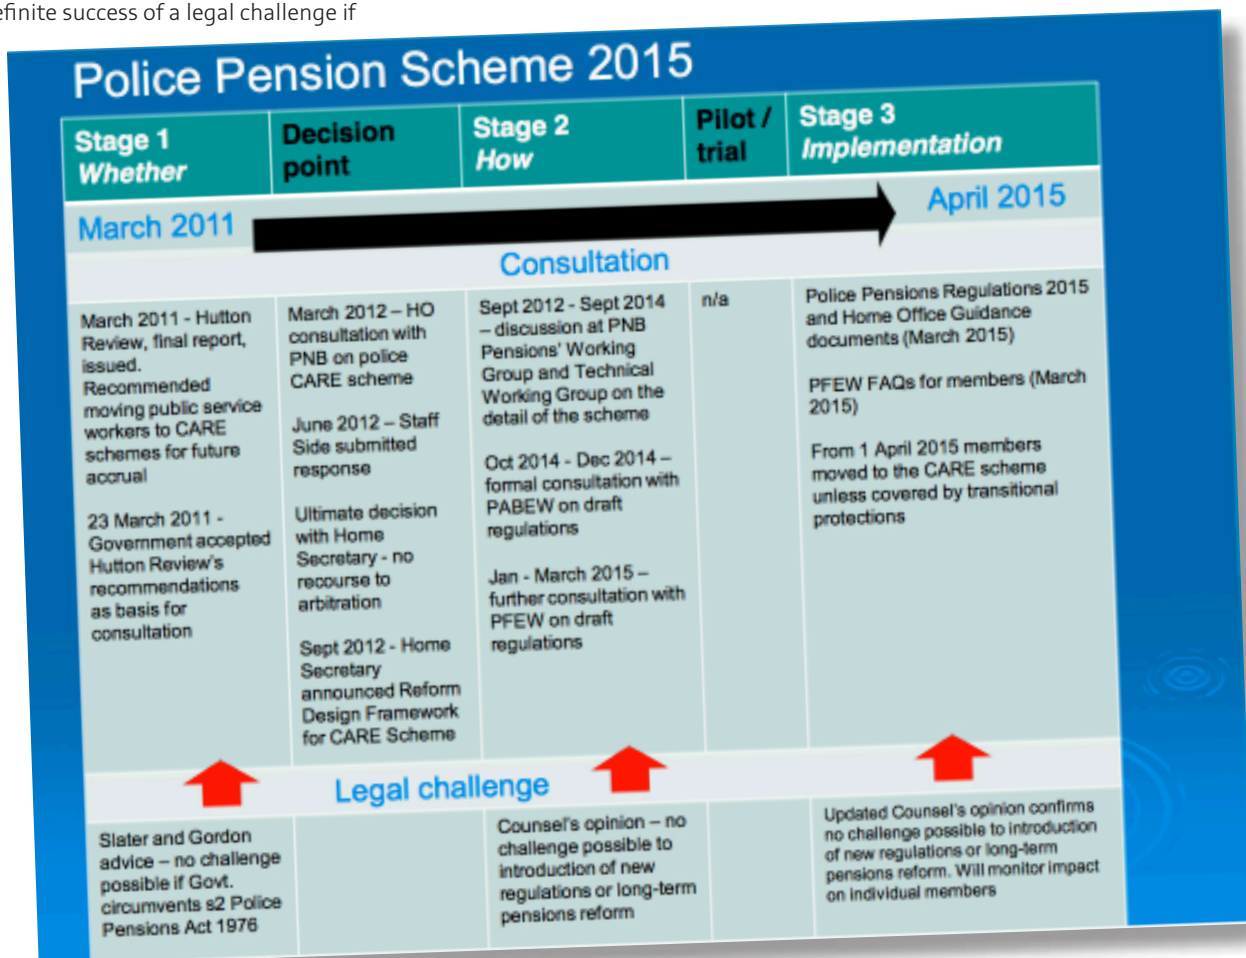 efinite success of a legal challenge if
Police Pension Scheme 2015
Stage 1
Whether
Decision
point
Stage 2
How
Pilot /
trial
Stage 3
Implementation
March 2011
April 2015
Consultation
March 2011 - Hutton
Review, final report,
issued.
Recommended
moving public service
workers to CARE
schemes for future
accrual
23 March 2011 -
Government accepted
Hutton Review's
recommendations
as basis for
consultation
March 2012 – HO
consultation with
PNB on police
CARE scheme
June 2012 – Staff
Side submitted
response
Ultimate decision
with Home
Secretary - no
recourse to
arbitration
Sept 2012 - Home
Secretary
announced Reform
Design Framework
for CARE Scheme
Sept 2012 - Sept 2014
– discussion at PNB
Pensions' Working
Group and Technical
Working Group on the
detail of the scheme
Oct 2014 - Dec 2014 –
formal consultation with
PABEW on draft
regulations
Jan - March 2015 –
further consultation with
PFEW on draft
regulations
n/a
Police Pensions Regulations 2015
and Home Office Guidance
documents (March 2015)
PFEW FAQs for members (March
2015)
From 1 April 2015 members
moved to the CARE scheme
unless covered by transitional
protections
Legal challenge
Slater and Gordon
advice – no challenge
possible if Govt.
circumvents s2 Police
Pensions Act 1976
Counsel's opinion – no
challenge possible to
introduction of new
regulations or long-term
pensions reform
Updated Counsel's opinion confirms
no challenge possible to introduction
of new regulations or long-term
pensions reform. Will monitor impact
on individual members